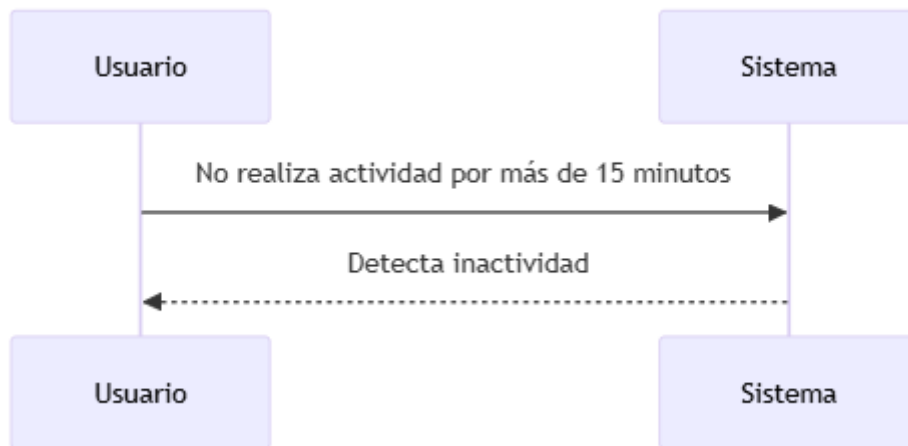 Usuario
Sistema
No realiza actividad por más de 15 minutos
Detecta inactividad
Usuario
Sistema